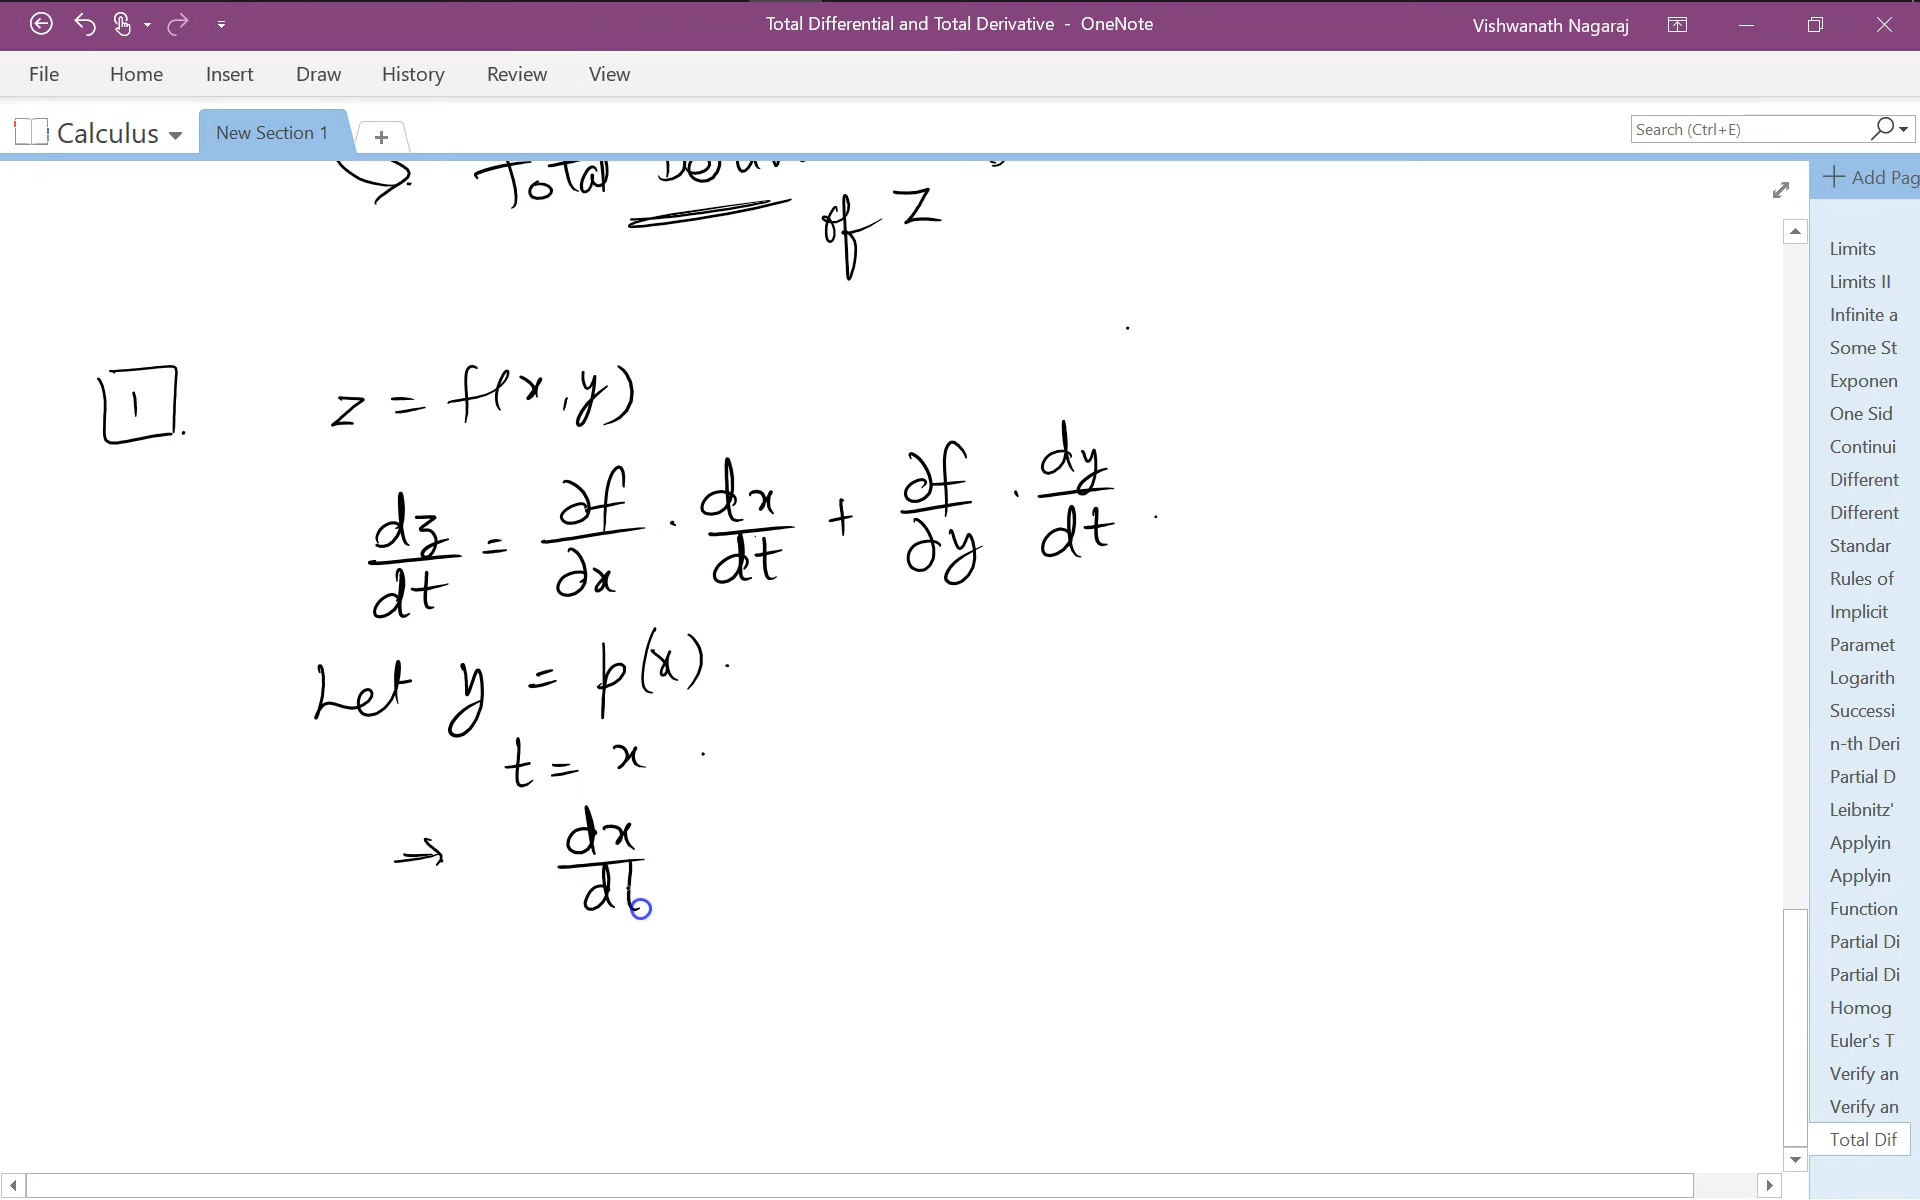 Total Differential and Total Derivative - OneNote
Vishwanath Nagaraj
File Home Insert Draw History Review View
Calculus
New Section 1
+
Search (Ctrl+E)
Total
of Z
Add Pag
Limits
Limits II
Infinite a
Some St
Exponen
One Sid
Continui
Different
Different
Standar
Rules of
Implicit
Paramet
Logarith
Successi
n-th Deri
Partial D
Leibnitz'
Applyin
Applyin
Function
Partial Di
Partial Di
Homog
Euler's T
Verify an
Verify an
Total Dif
1.
z = f(x,y)
dz/dt = ∂f/∂x · dx/dt + ∂f/∂y · dy/dt .
Let y = p(x).
t = x .
→ dx/dt